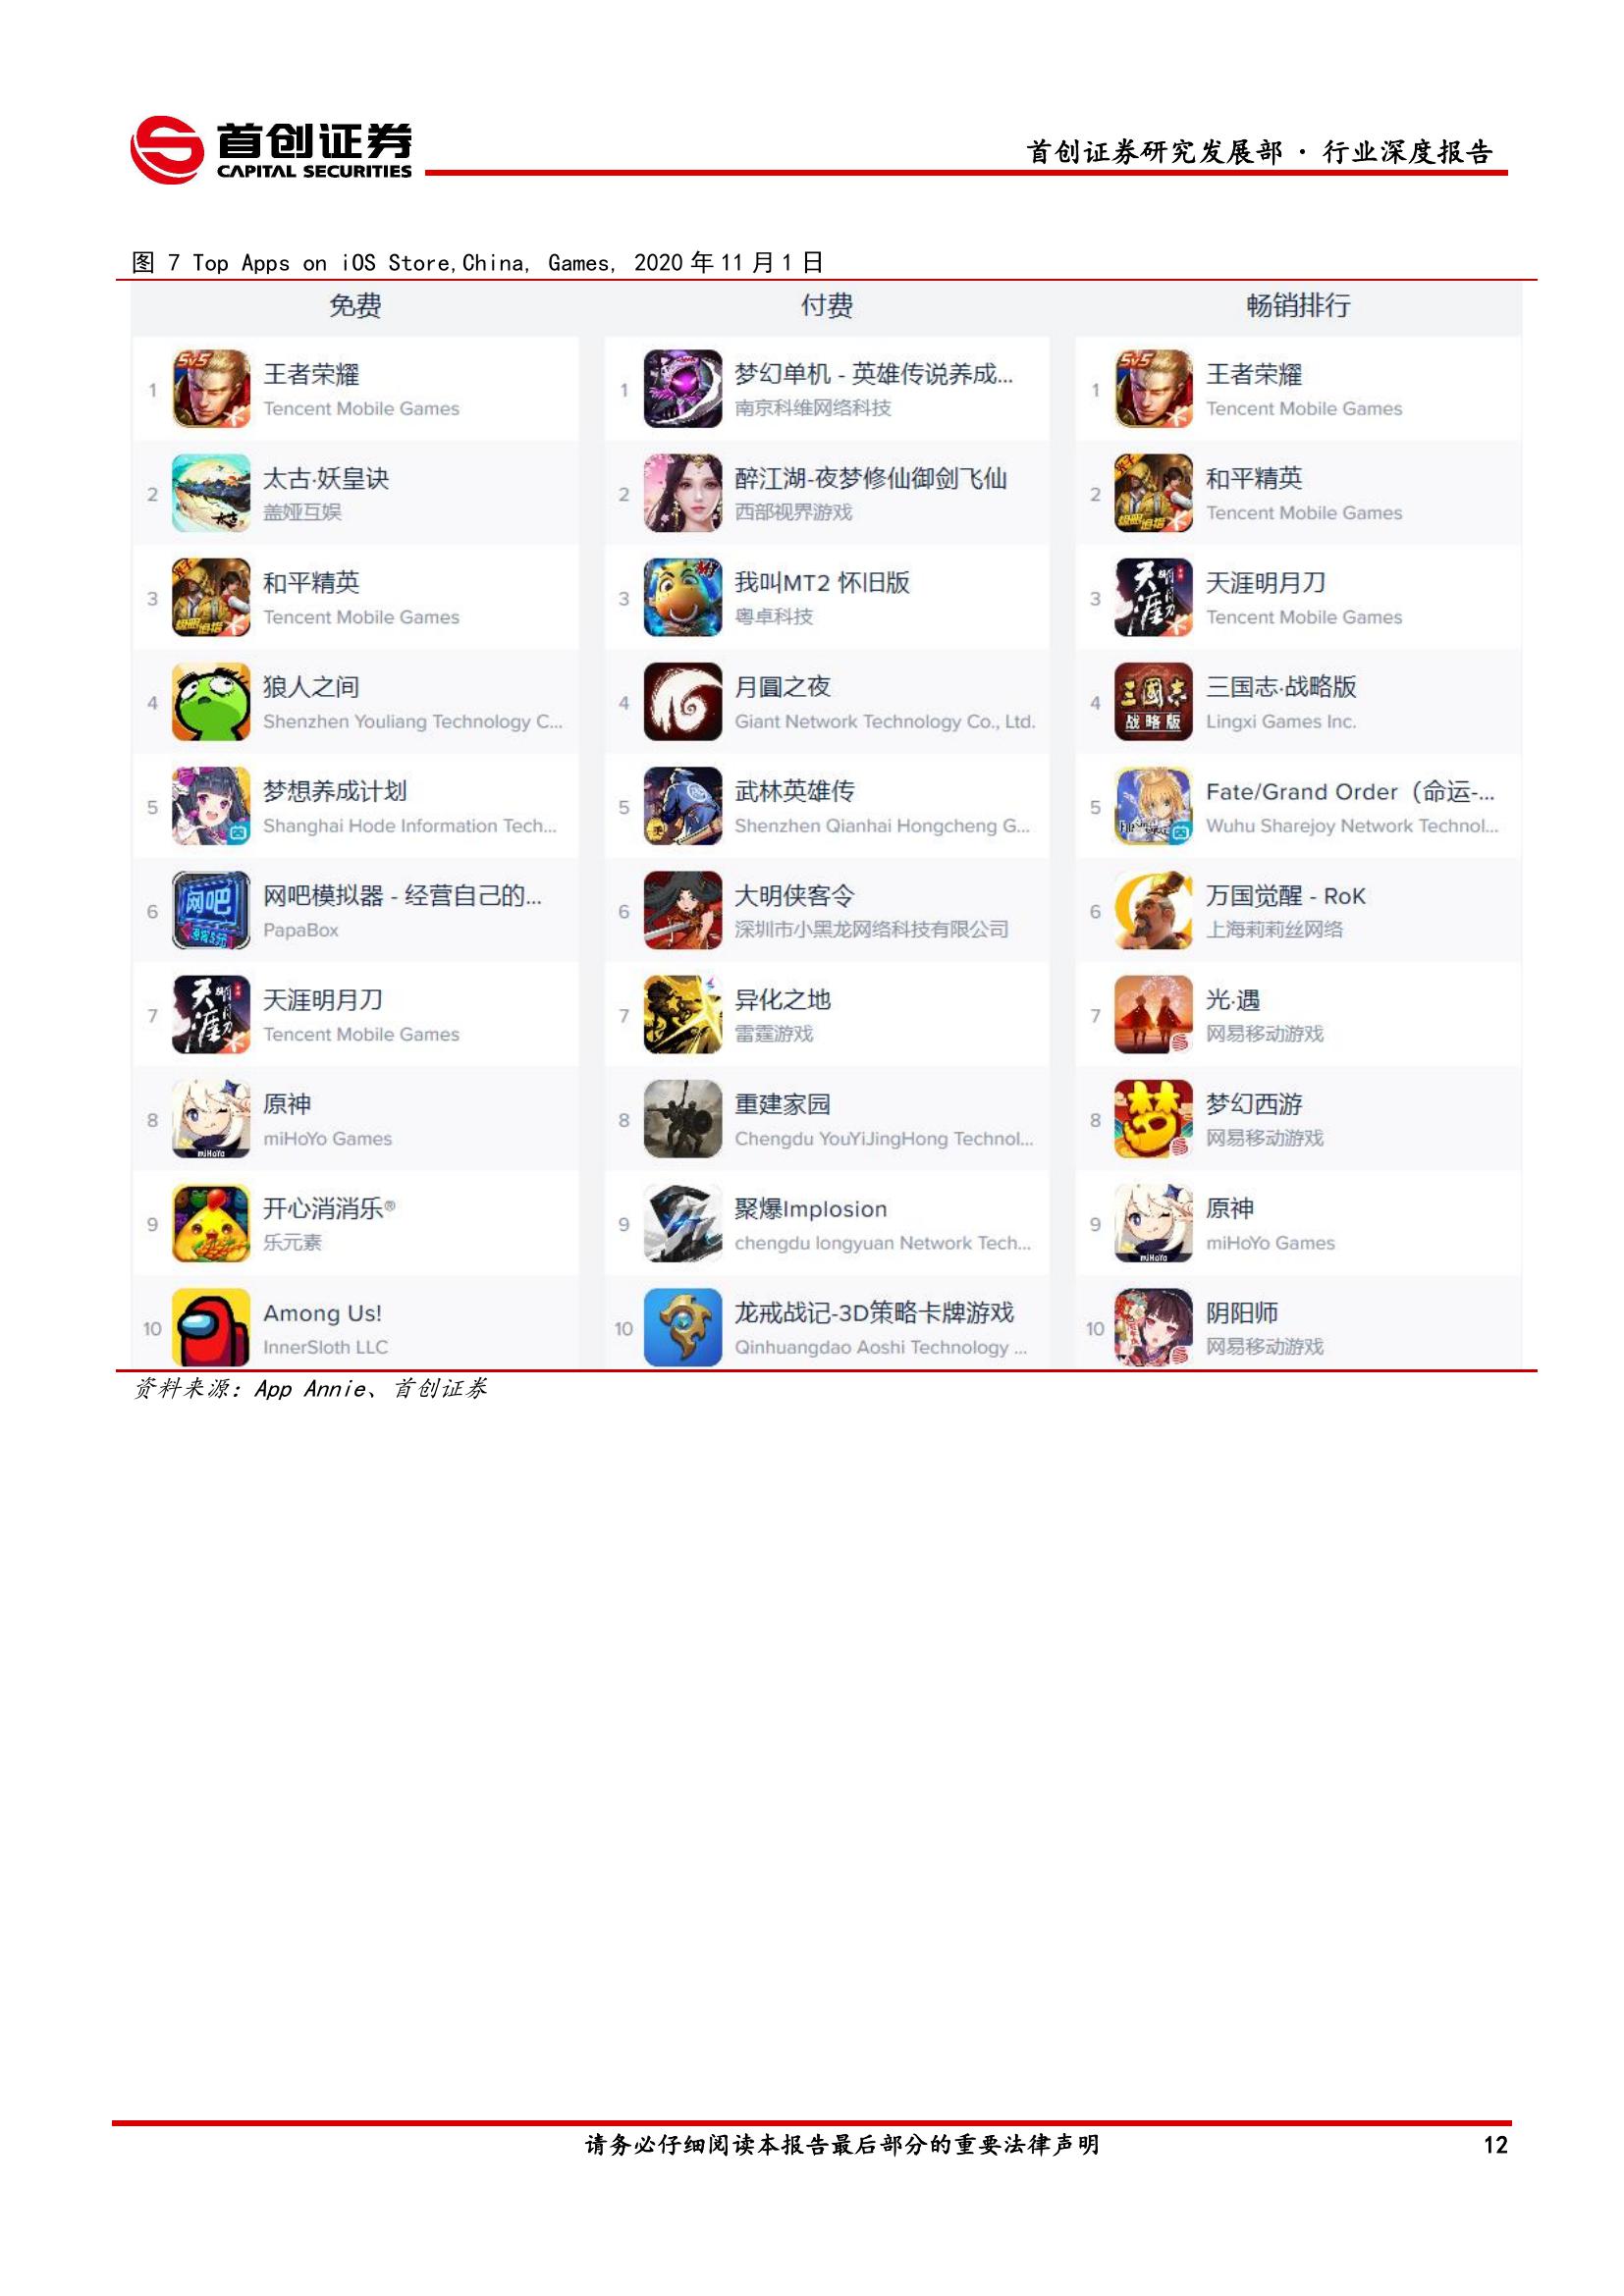 首创证券
CAPITAL SECURITIES
首创证券研究发展部 · 行业深度报告
图 7 Top Apps on iOS Store,China, Games, 2020 年 11 月 1 日
免费
付费
畅销排行
1
王者荣耀
Tencent Mobile Games
1
梦幻单机 - 英雄传说养成...
南京科维网络科技
1
王者荣耀
Tencent Mobile Games
2
太古·妖皇诀
盖娅互娱
2
醉江湖-夜梦修仙御剑飞仙
西部视界游戏
2
和平精英
Tencent Mobile Games
3
和平精英
Tencent Mobile Games
3
我叫MT2 怀旧版
粤卓科技
3
天涯明月刀
Tencent Mobile Games
4
狼人之间
Shenzhen Youliang Technology C...
4
月圆之夜
Giant Network Technology Co., Ltd.
4
三国志·战略版
Lingxi Games Inc.
5
梦想养成计划
Shanghai Hode Information Tech...
5
武林英雄传
Shenzhen Qianhai Hongcheng G...
5
Fate/Grand Order（命运-...
Wuhu Sharejoy Network Technol...
6
网吧模拟器 - 经营自己的...
PapaBox
6
大明侠客令
深圳市小黑龙网络科技有限公司
6
万国觉醒 - RoK
上海莉莉丝网络
7
天涯明月刀
Tencent Mobile Games
7
异化之地
雷霆游戏
7
光·遇
网易移动游戏
8
原神
miHoYo Games
8
重建家园
Chengdu YouYiJingHong Technol...
8
梦幻西游
网易移动游戏
9
开心消消乐®
乐元素
9
聚爆Implosion
chengdu longyuan Network Tech...
9
原神
miHoYo Games
10
Among Us!
InnerSloth LLC
10
龙戒战记-3D策略卡牌游戏
Qinhuangdao Aoshi Technology ...
10
阴阳师
网易移动游戏
资料来源：App Annie、首创证券
请务必仔细阅读本报告最后部分的重要法律声明
12